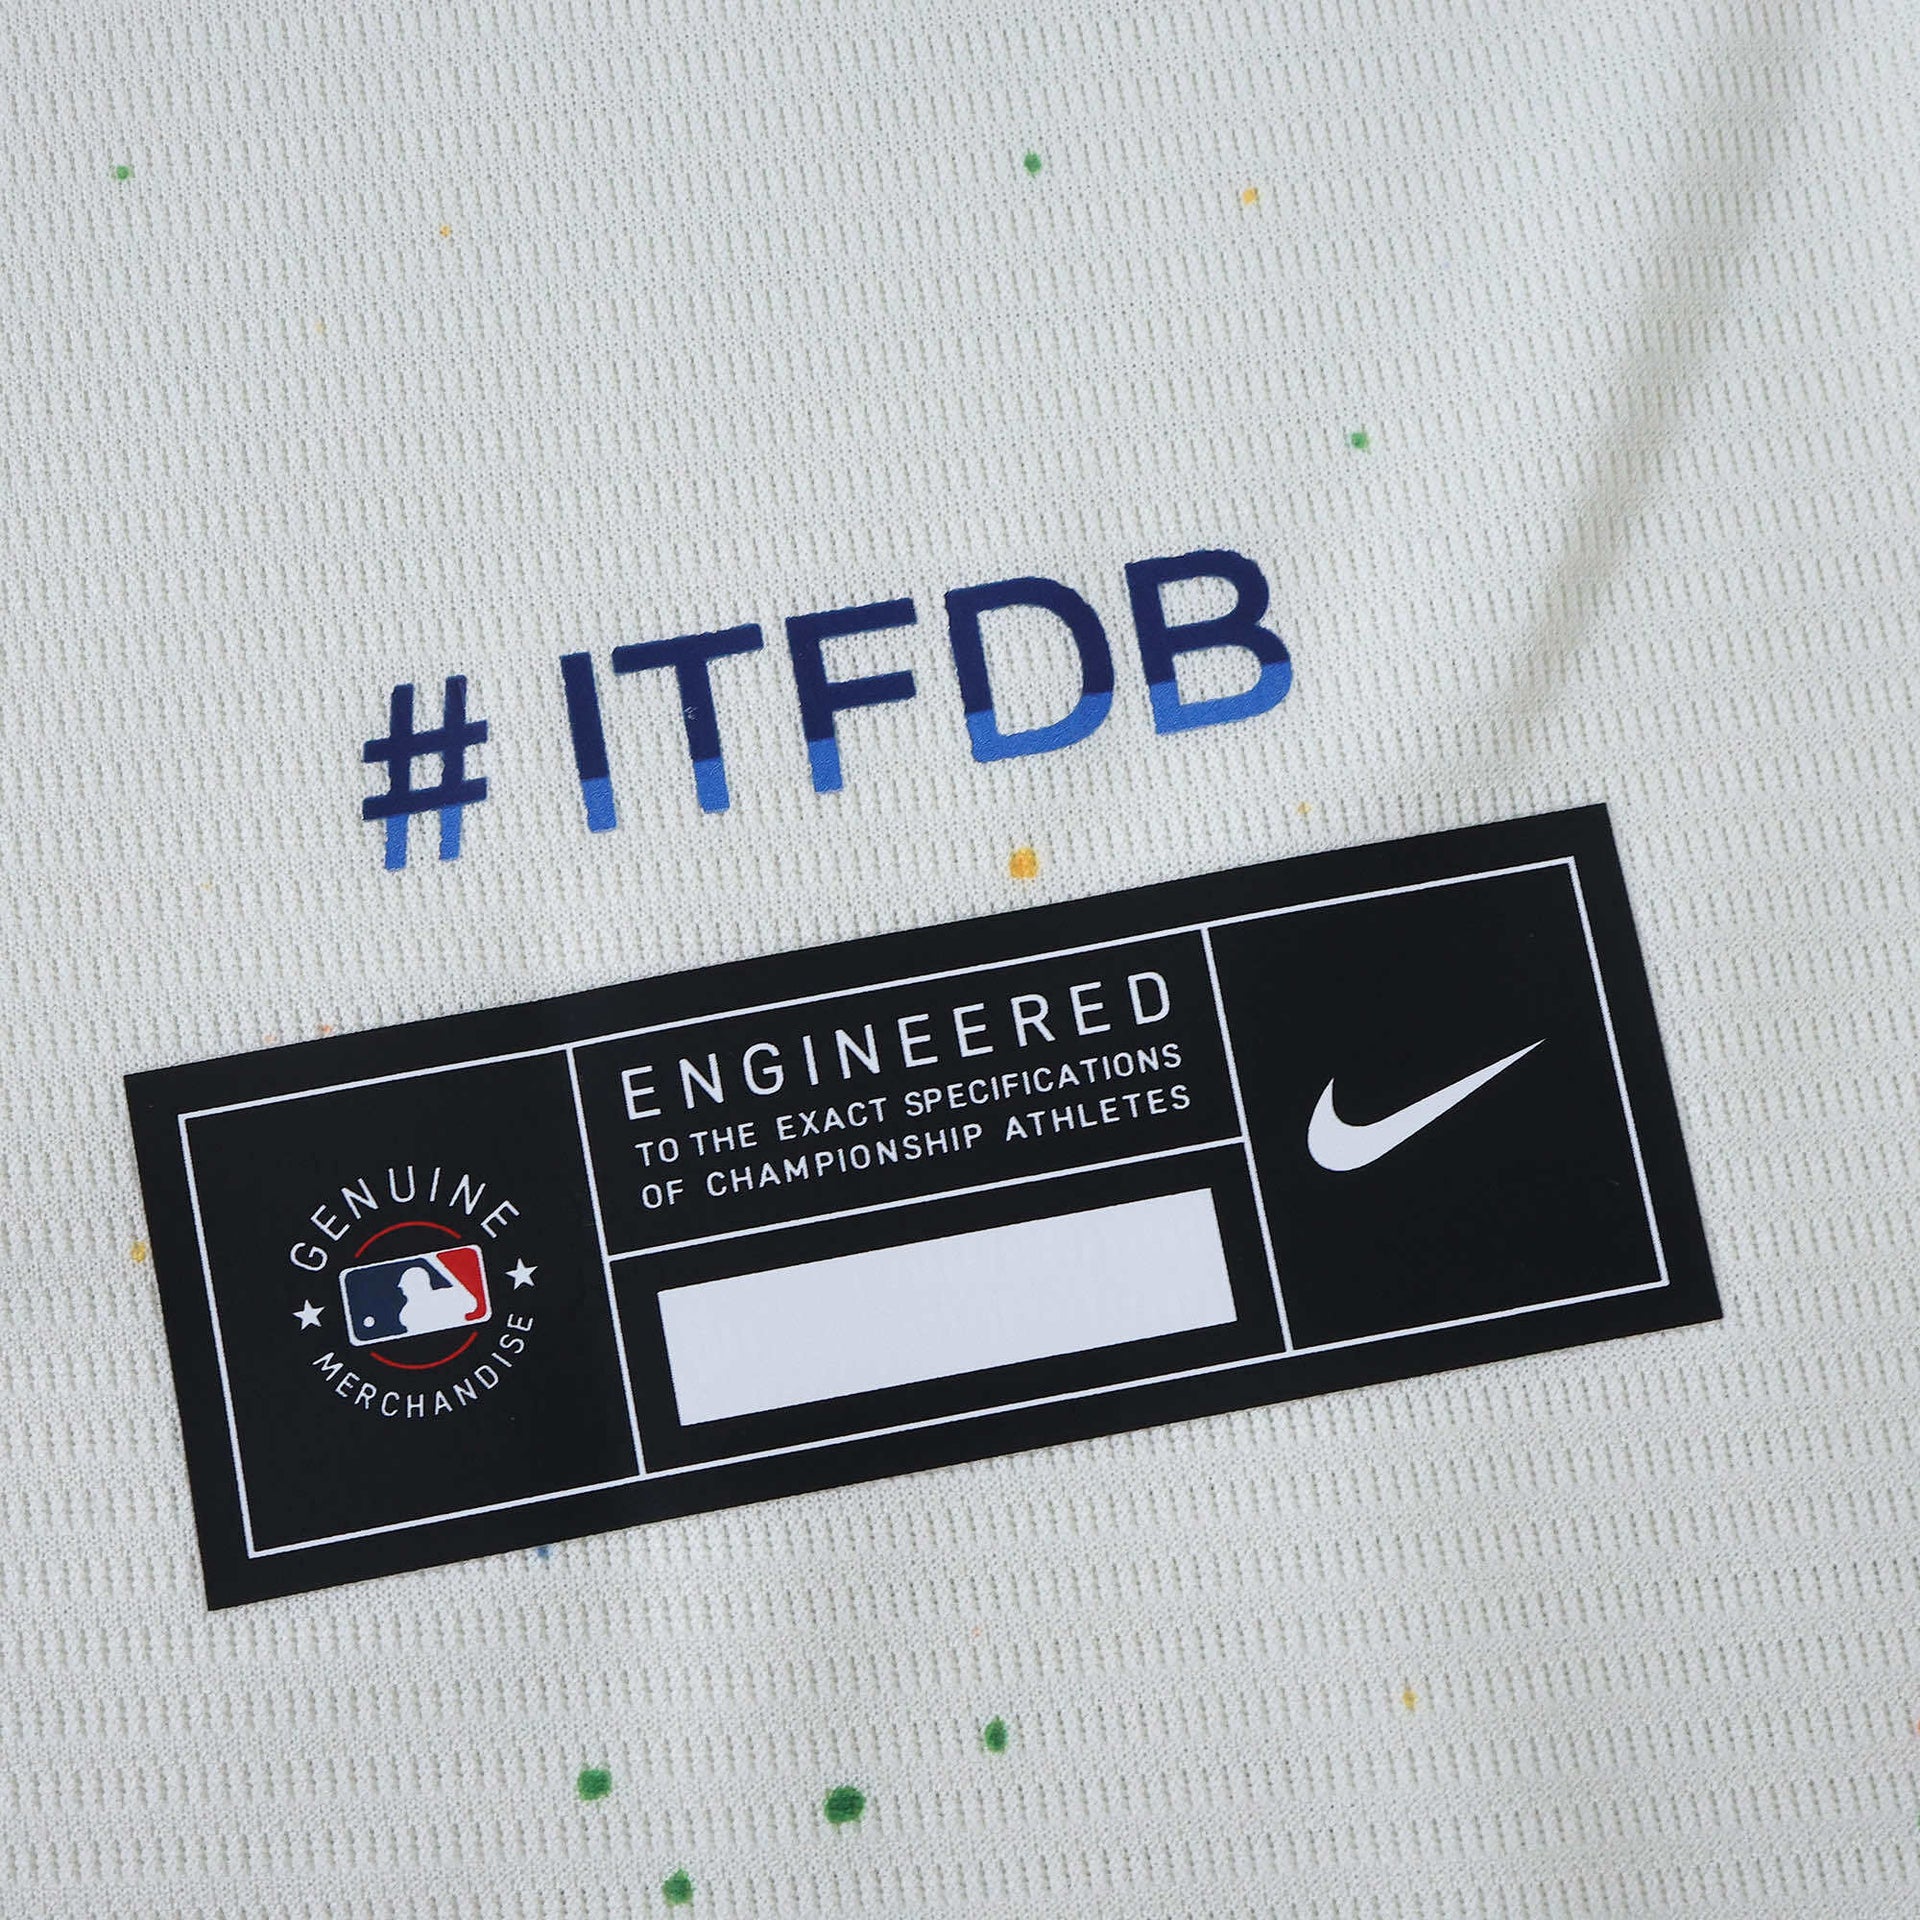 #ITFDB
GENUINE
MERCHANDISE
ENGINEERED
TO THE EXACT SPECIFICATIONS
OF CHAMPIONSHIP ATHLETES